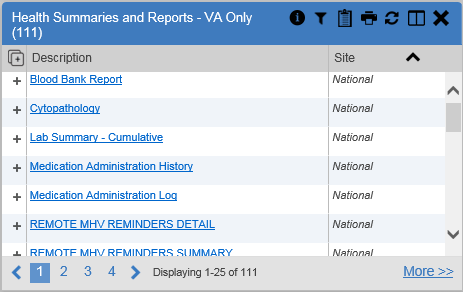 Health Summaries and Reports - VA Only
(111)
Description Site
Blood Bank Report National
Cytopathology National
Lab Summary - Cumulative National
Medication Administration History National
Medication Administration Log National
REMOTE MHV REMINDERS DETAIL National
REMOTE MHV REMINDERS SUMMARY National
1 2 3 4 Displaying 1-25 of 111 More >>